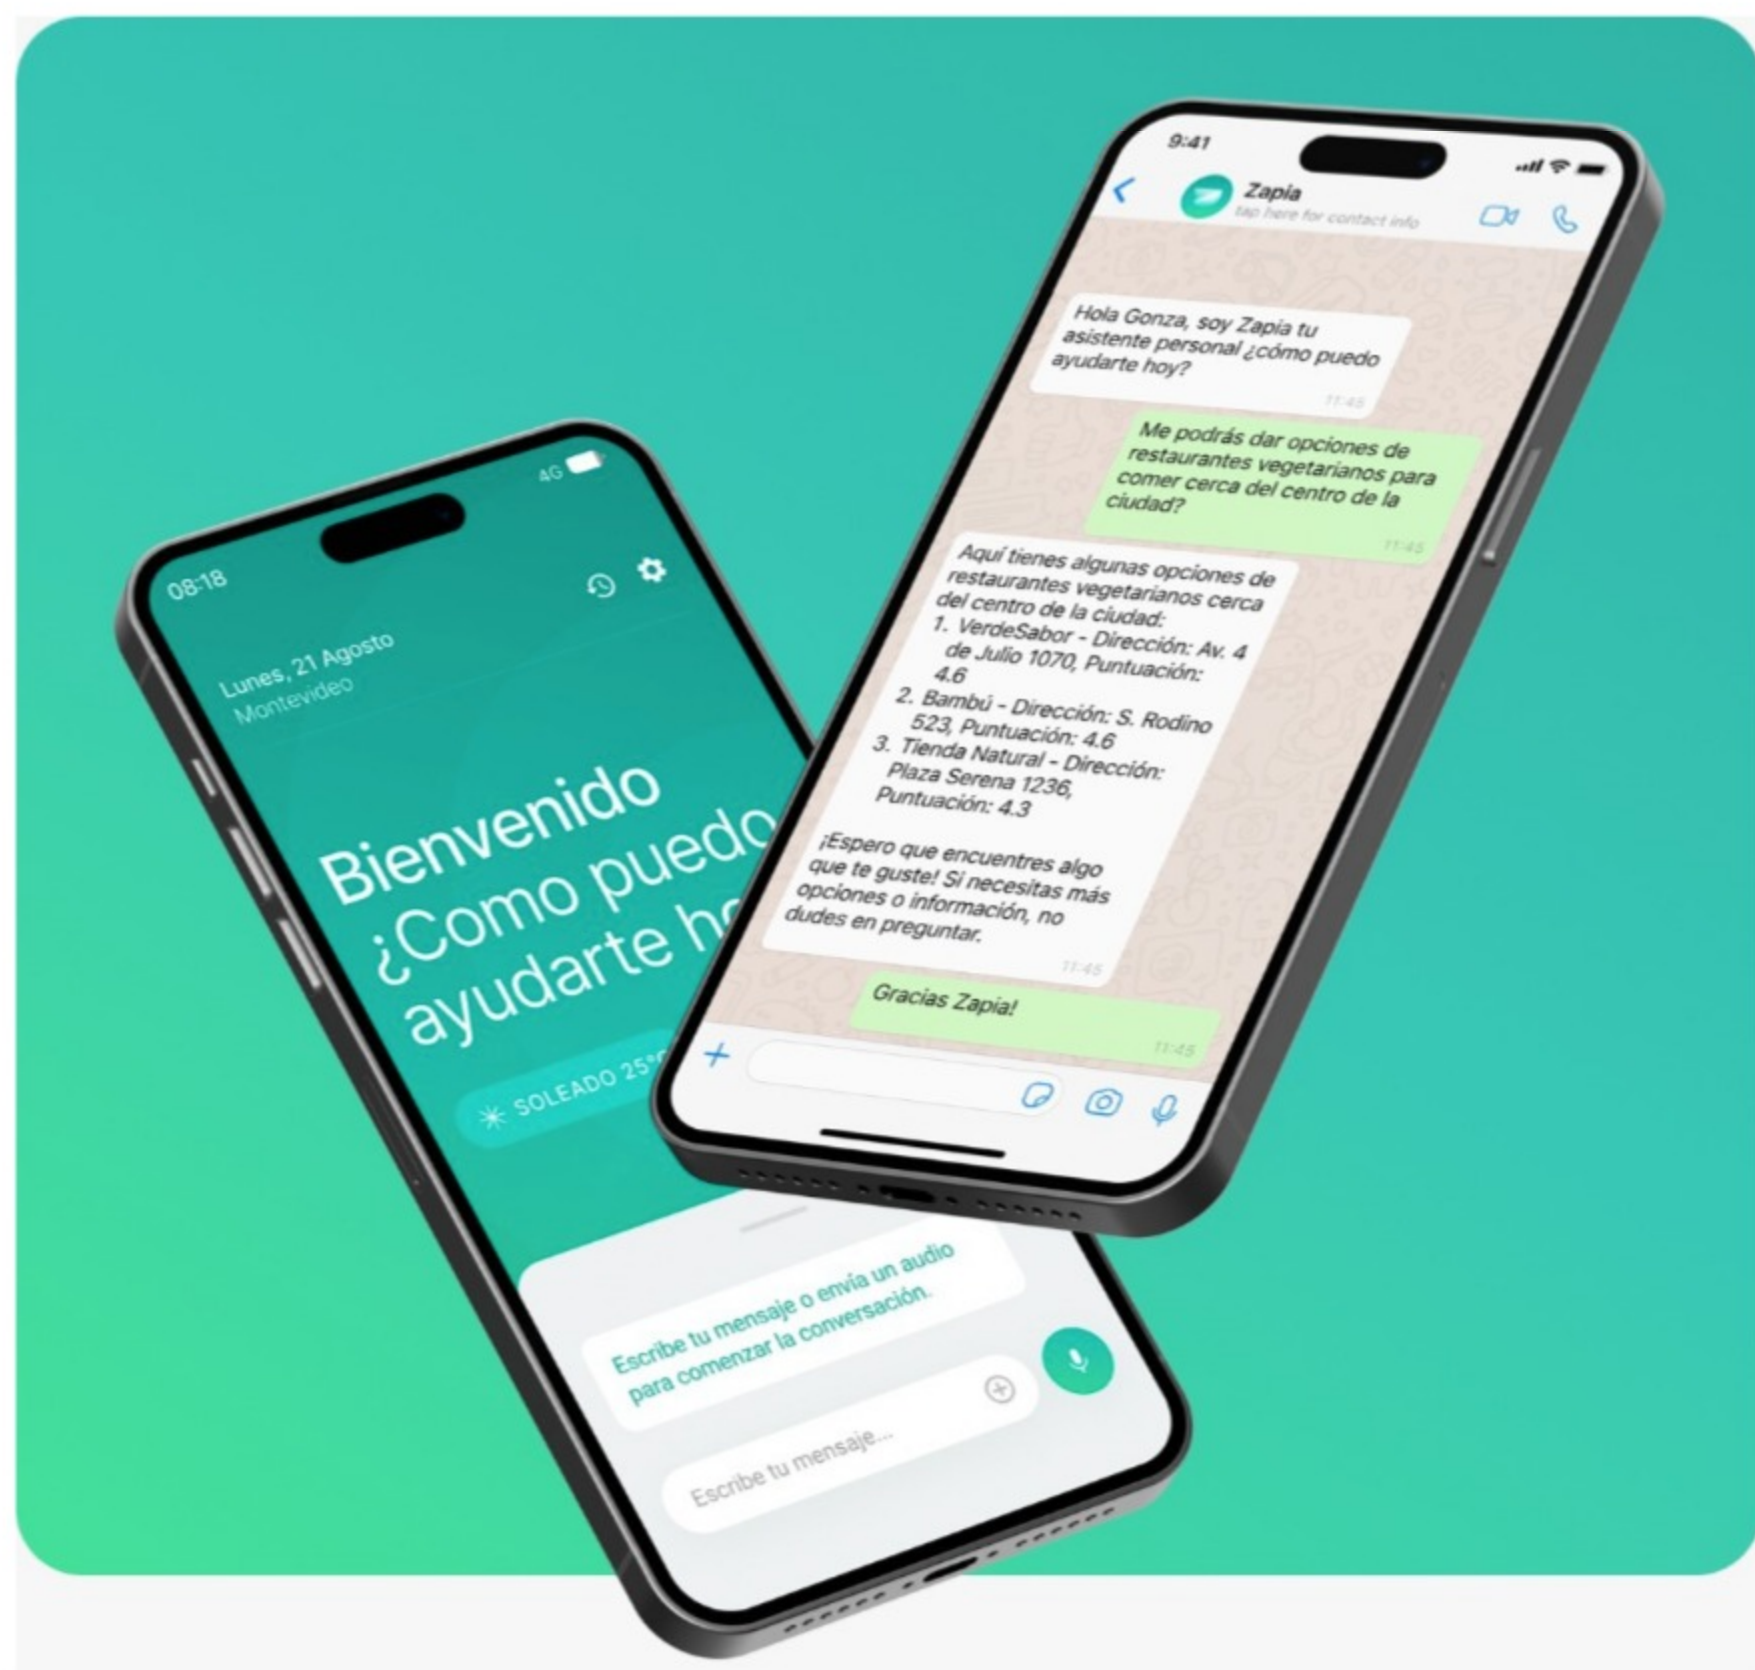 08:18
4G
Lunes, 21 Agosto
Montevideo
Bienvenido
¿Como puedo
ayudarte
SOLEADO 25°
Escribe tu mensaje o envía un audio
para comenzar la conversación.
Escribe tu mensaje...
9:41
Zapia
tap here for contact info
Hola Gonza, soy Zapia tu
asistente personal ¿cómo puedo
ayudarte hoy?
11:45
Me podrás dar opciones de
restaurantes vegetarianos para
comer cerca del centro de la
ciudad?
11:45
Aquí tienes algunas opciones de
restaurantes vegetarianos cerca
del centro de la ciudad:
1. VerdeSabor - Dirección: Av. 4
de Julio 1070, Puntuación:
4.6
2. Bambú - Dirección: S. Rodino
523, Puntuación: 4.6
3. Tienda Natural - Dirección:
Plaza Serena 1236,
Puntuación: 4.3
¡Espero que encuentres algo
que te guste! Si necesitas más
opciones o información, no
dudes en preguntar.
11:45
Gracias Zapia!
11:45